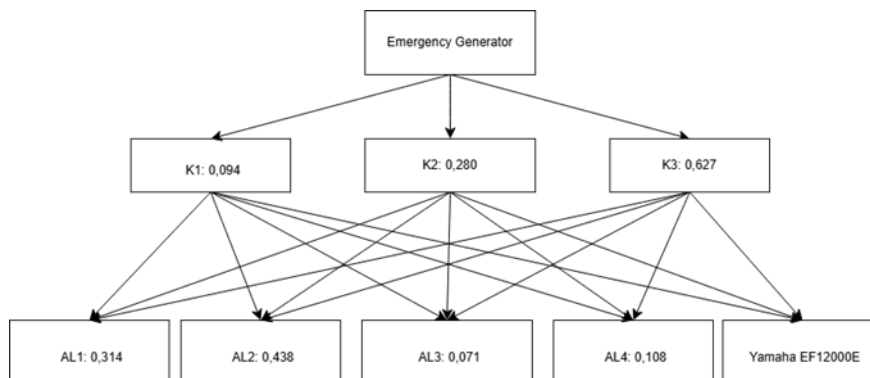 Emergency Generator
K1: 0,094
K2: 0,280
K3: 0,627
AL1: 0,314
AL2: 0,438
AL3: 0,071
AL4: 0,108
Yamaha EF12000E